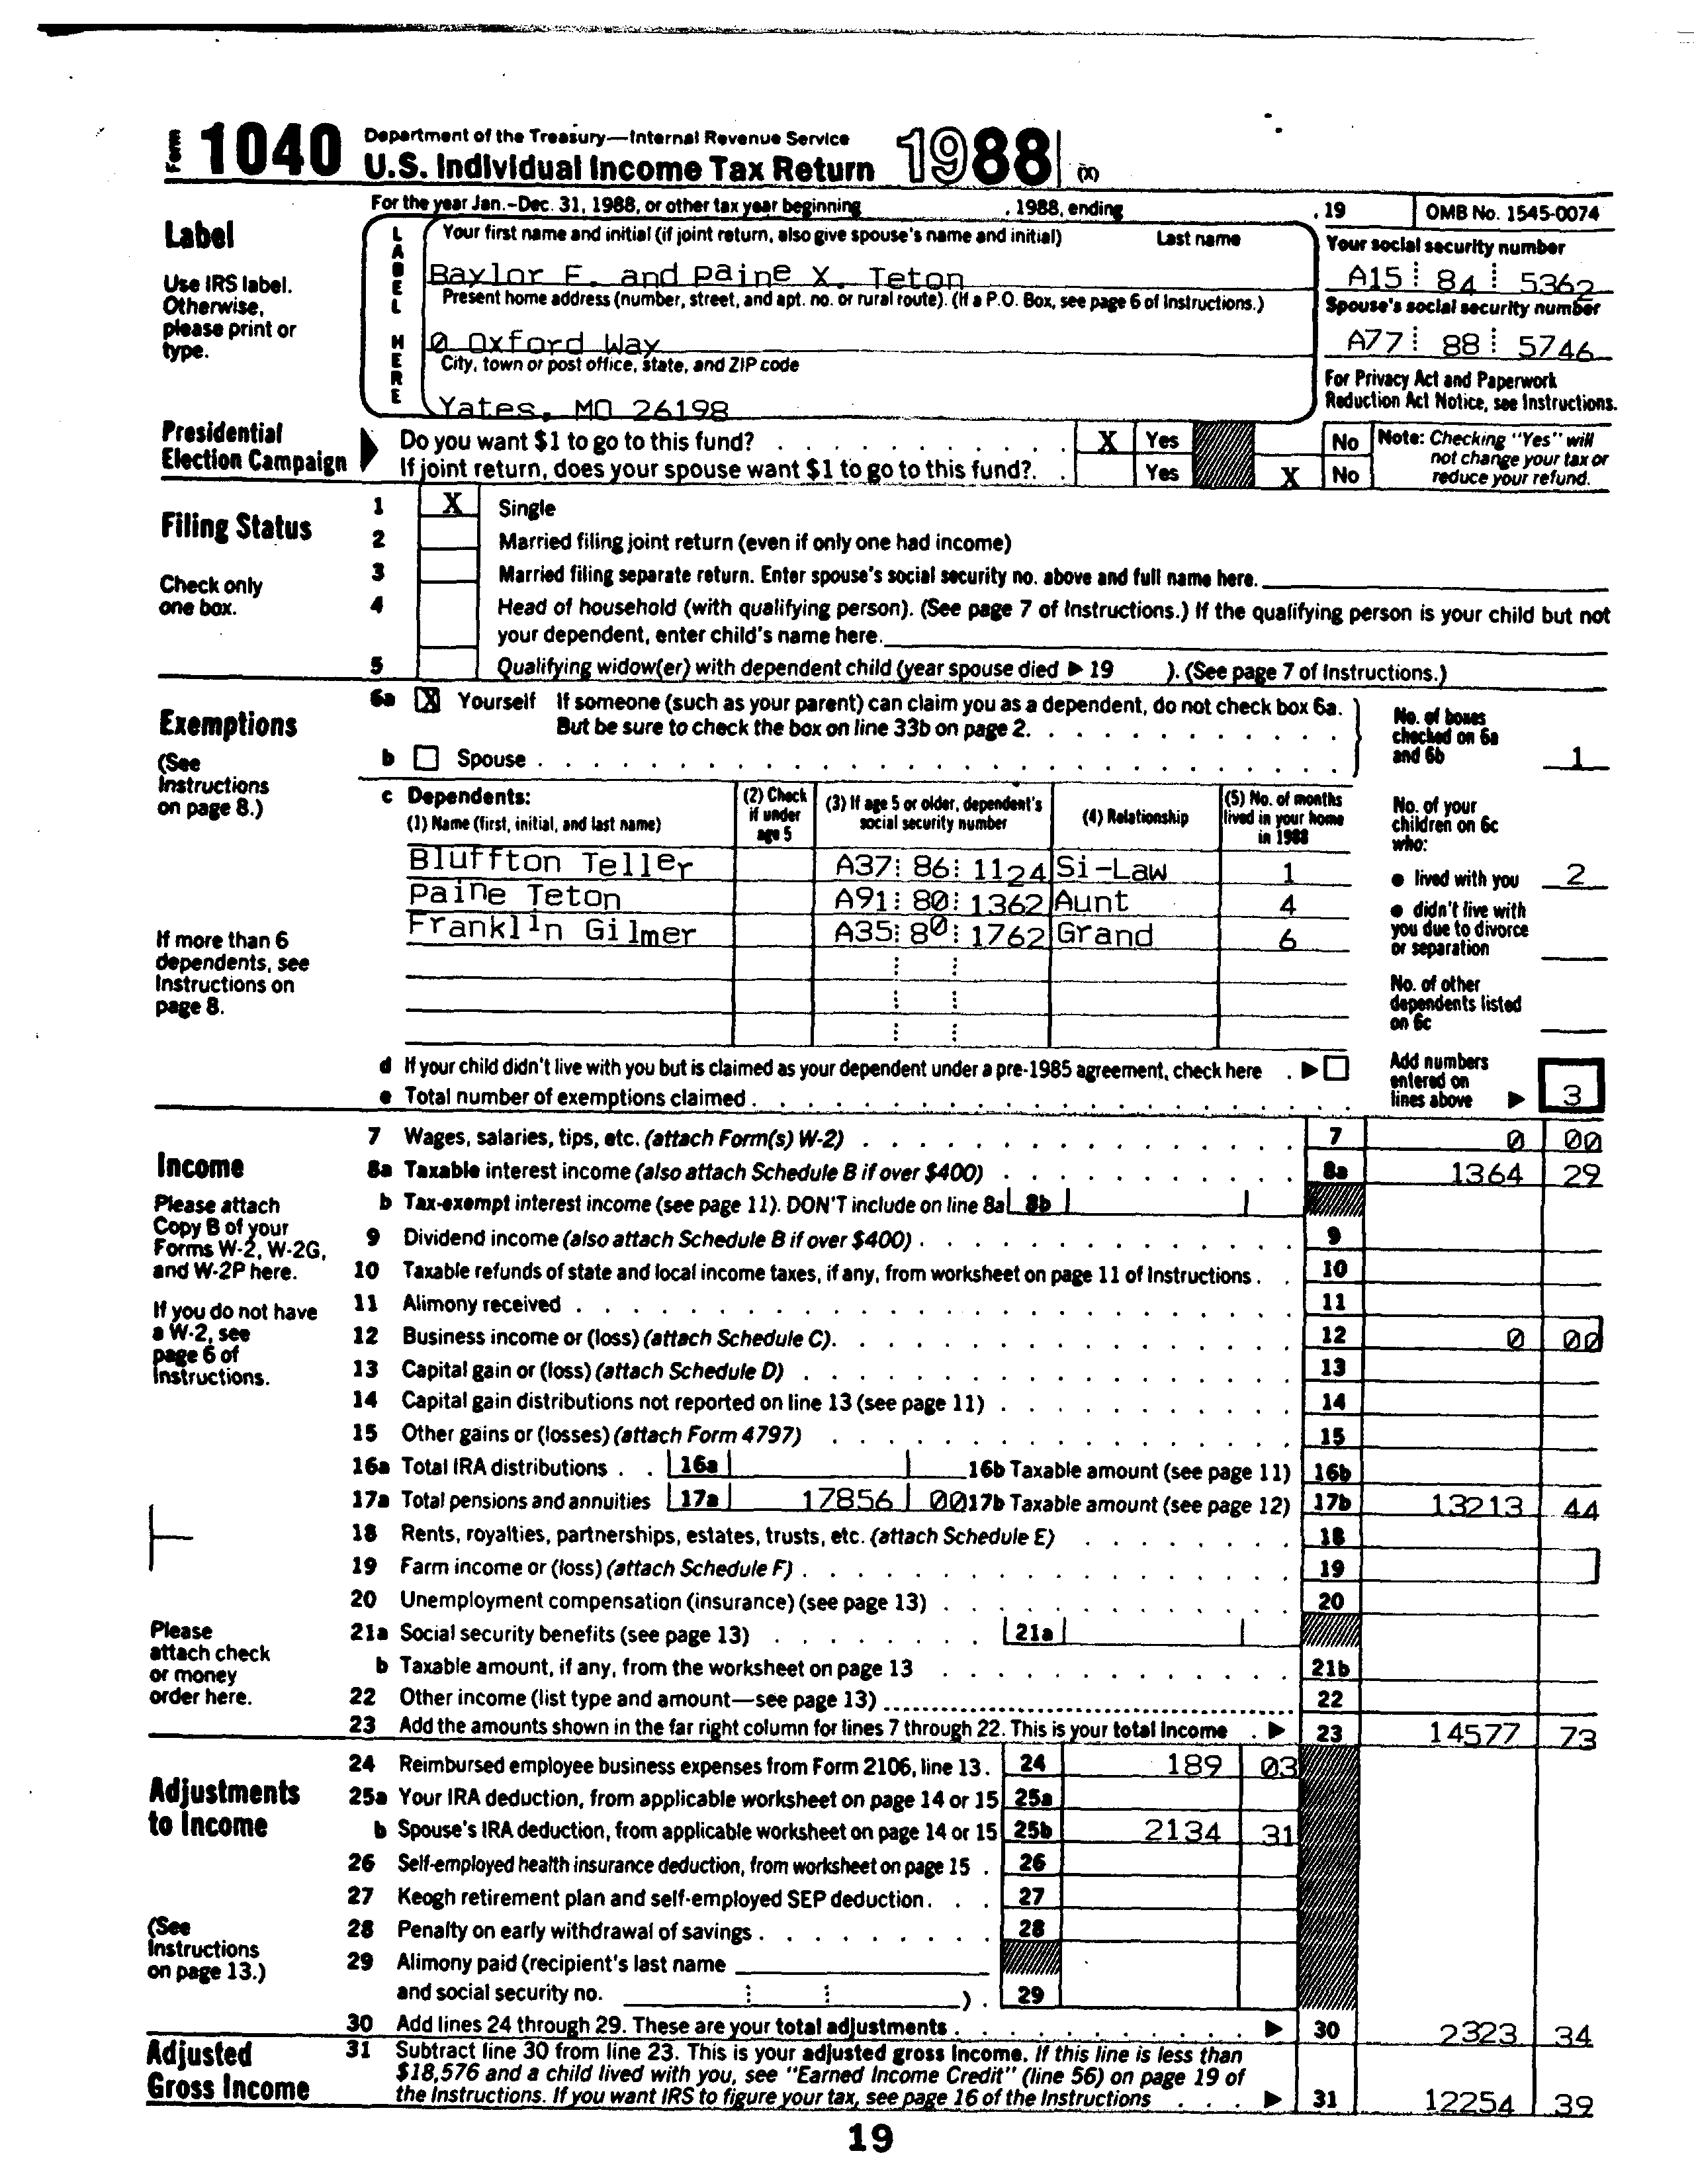 Form 1040 Department of the Treasury—Internal Revenue Service
U.S. Individual Income Tax Return 1988 (X)
For the year Jan.–Dec. 31, 1988, or other tax year beginning , 1988, ending , 19 OMB No. 1545-0074
Label
Use IRS label.
Otherwise,
please print or
type.
LABEL HERE
Your first name and initial (if joint return, also give spouse's name and initial) Last name
Baylor F. and Paine X. Teton
Present home address (number, street, and apt. no. or rural route). (If a P.O. Box, see page 6 of Instructions.)
0 Oxford Way
City, town or post office, state, and ZIP code
Yates, MO 26198
Your social security number
A15 84 5362
Spouse's social security number
A77 88 5746
For Privacy Act and Paperwork
Reduction Act Notice, see Instructions.
Presidential
Election Campaign
Do you want $1 to go to this fund? X Yes No
If joint return, does your spouse want $1 to go to this fund? Yes X No
Note: Checking "Yes" will
not change your tax or
reduce your refund.
Filing Status
Check only
one box.
1 X Single
2 Married filing joint return (even if only one had income)
3 Married filing separate return. Enter spouse's social security no. above and full name here.
4 Head of household (with qualifying person). (See page 7 of Instructions.) If the qualifying person is your child but not
your dependent, enter child's name here.
5 Qualifying widow(er) with dependent child (year spouse died ▶ 19 ). (See page 7 of Instructions.)
Exemptions
(See
Instructions
on page 8.)
6a X Yourself If someone (such as your parent) can claim you as a dependent, do not check box 6a.
But be sure to check the box on line 33b on page 2.
b Spouse
No. of boxes
checked on 6a
and 6b 1
c Dependents:
(1) Name (first, initial, and last name)
(2) Check
if under
age 5
(3) If age 5 or older, dependent's
social security number
(4) Relationship
(5) No. of months
lived in your home
in 1988
Bluffton Teller A37 86 1124 Si-Law 1
Paine Teton A91 80 1362 Aunt 4
Franklin Gilmer A35 80 1762 Grand 6
If more than 6
dependents, see
Instructions on
page 8.
No. of your
children on 6c
who:
● lived with you 2
● didn't live with
you due to divorce
or separation
No. of other
dependents listed
on 6c
d If your child didn't live with you but is claimed as your dependent under a pre-1985 agreement, check here ▶
e Total number of exemptions claimed
Add numbers
entered on
lines above ▶ 3
Income
Please attach
Copy B of your
Forms W-2, W-2G,
and W-2P here.
If you do not have
a W-2, see
page 6 of
Instructions.
Please
attach check
or money
order here.
7 Wages, salaries, tips, etc. (attach Form(s) W-2) 7 0 00
8a Taxable interest income (also attach Schedule B if over $400) 8a 1364 29
b Tax-exempt interest income (see page 11). DON'T include on line 8a 8b
9 Dividend income (also attach Schedule B if over $400) 9
10 Taxable refunds of state and local income taxes, if any, from worksheet on page 11 of Instructions 10
11 Alimony received 11
12 Business income or (loss) (attach Schedule C) 12 0 00
13 Capital gain or (loss) (attach Schedule D) 13
14 Capital gain distributions not reported on line 13 (see page 11) 14
15 Other gains or (losses) (attach Form 4797) 15
16a Total IRA distributions 16a 16b Taxable amount (see page 11) 16b
17a Total pensions and annuities 17a 17856 00 17b Taxable amount (see page 12) 17b 13213 44
18 Rents, royalties, partnerships, estates, trusts, etc. (attach Schedule E) 18
19 Farm income or (loss) (attach Schedule F) 19
20 Unemployment compensation (insurance) (see page 13) 20
21a Social security benefits (see page 13) 21a
b Taxable amount, if any, from the worksheet on page 13 21b
22 Other income (list type and amount—see page 13) 22
23 Add the amounts shown in the far right column for lines 7 through 22. This is your total income ▶ 23 14577 73
Adjustments
to Income
(See
Instructions
on page 13.)
24 Reimbursed employee business expenses from Form 2106, line 13. 24 189 03
25a Your IRA deduction, from applicable worksheet on page 14 or 15 25a
b Spouse's IRA deduction, from applicable worksheet on page 14 or 15 25b 2134 31
26 Self-employed health insurance deduction, from worksheet on page 15 26
27 Keogh retirement plan and self-employed SEP deduction 27
28 Penalty on early withdrawal of savings 28
29 Alimony paid (recipient's last name
and social security no. ) 29
30 Add lines 24 through 29. These are your total adjustments ▶ 30 2323 34
Adjusted
Gross Income
31 Subtract line 30 from line 23. This is your adjusted gross income. If this line is less than
$18,576 and a child lived with you, see "Earned Income Credit" (line 56) on page 19 of
the Instructions. If you want IRS to figure your tax, see page 16 of the Instructions ▶ 31 12254 39
19